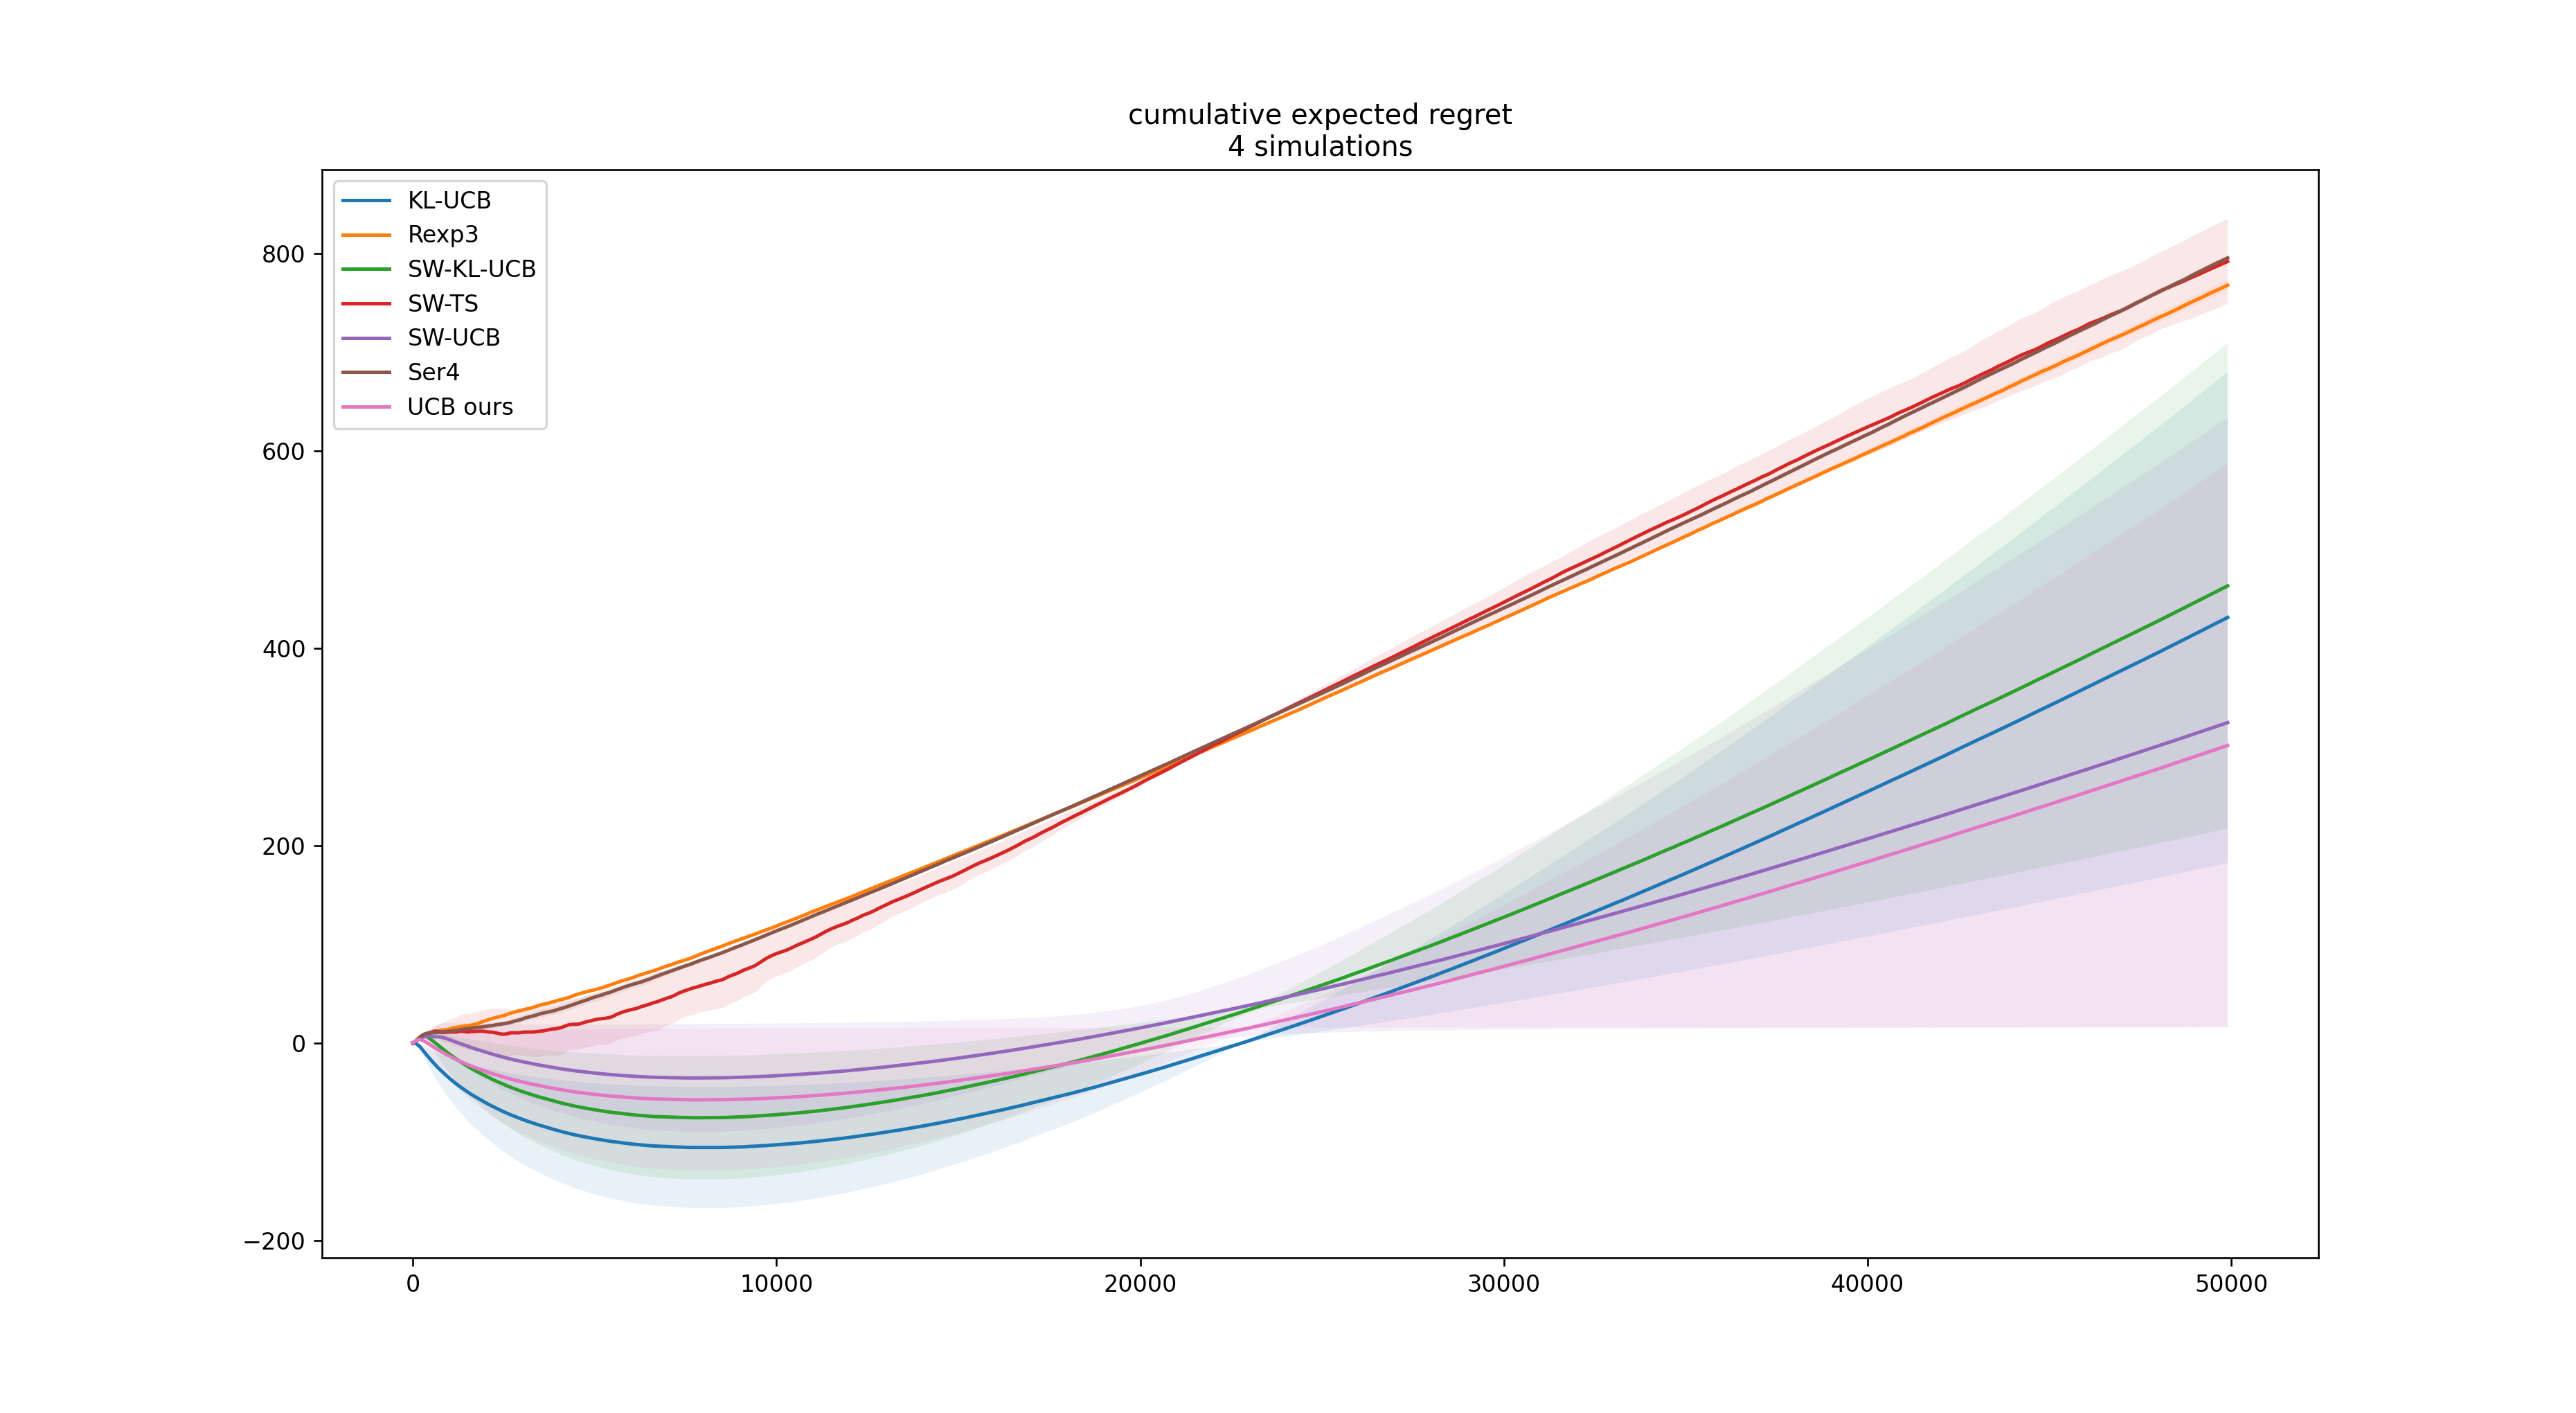 cumulative expected regret
4 simulations
KL-UCB
Rexp3
SW-KL-UCB
SW-TS
SW-UCB
Ser4
UCB ours
800
600
400
200
0
−200
0
10000
20000
30000
40000
50000